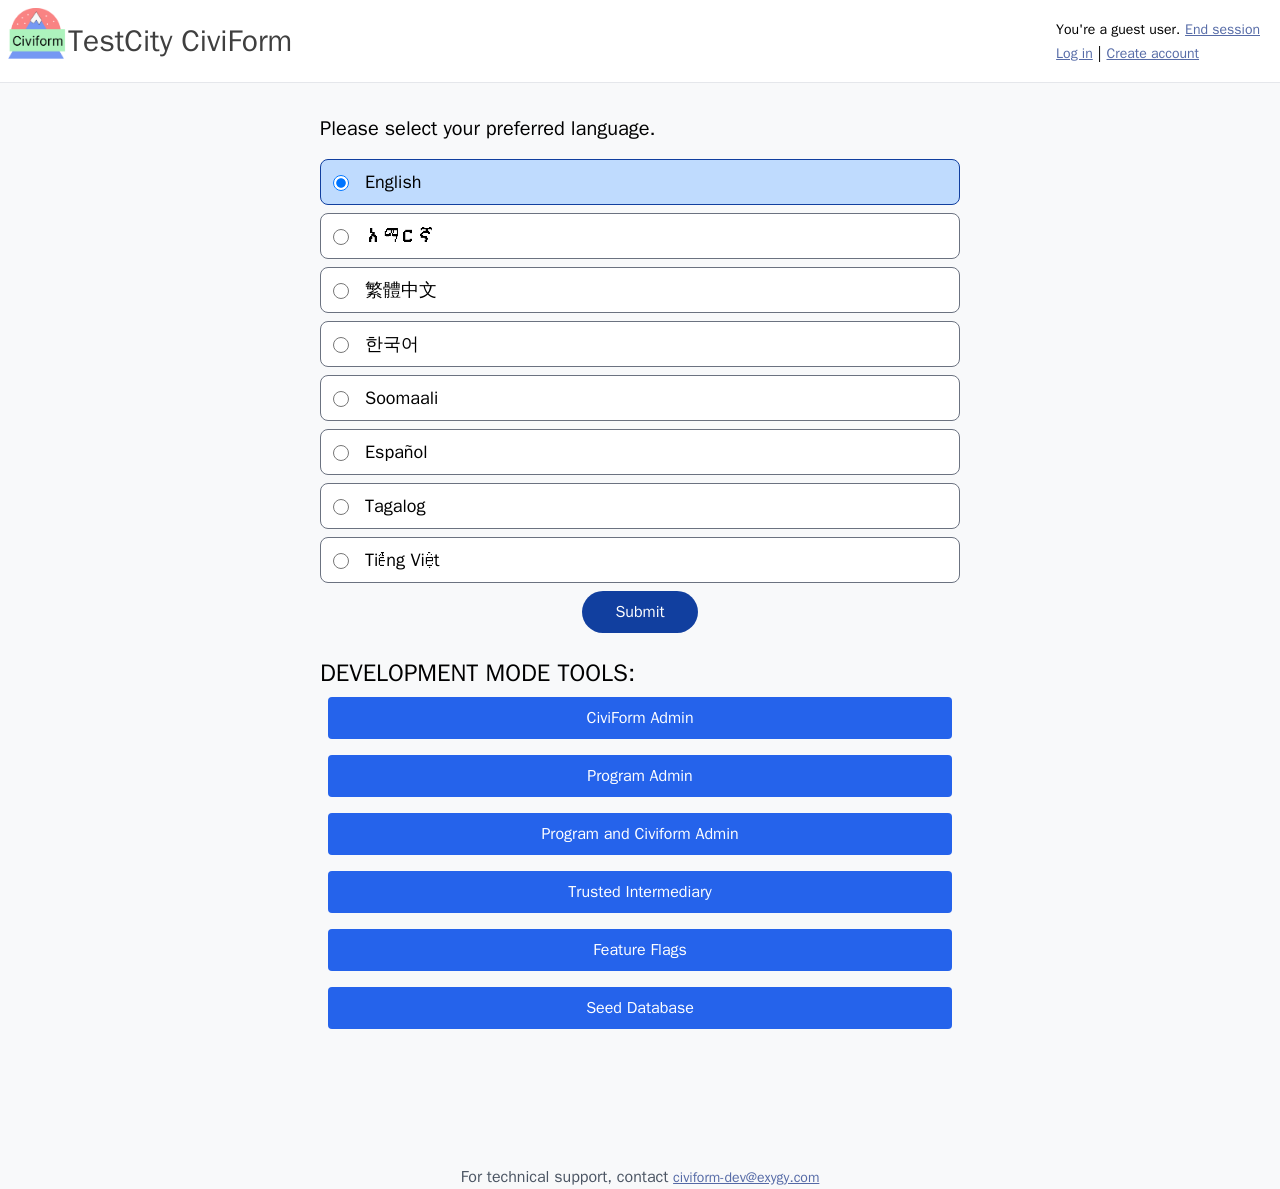 Civiform
TestCity CiviForm
You're a guest user. End session
Log in | Create account
Please select your preferred language.
English
አማርኛ
繁體中文
한국어
Soomaali
Español
Tagalog
Tiếng Việt
Submit
DEVELOPMENT MODE TOOLS:
CiviForm Admin
Program Admin
Program and Civiform Admin
Trusted Intermediary
Feature Flags
Seed Database
For technical support, contact civiform-dev@exygy.com